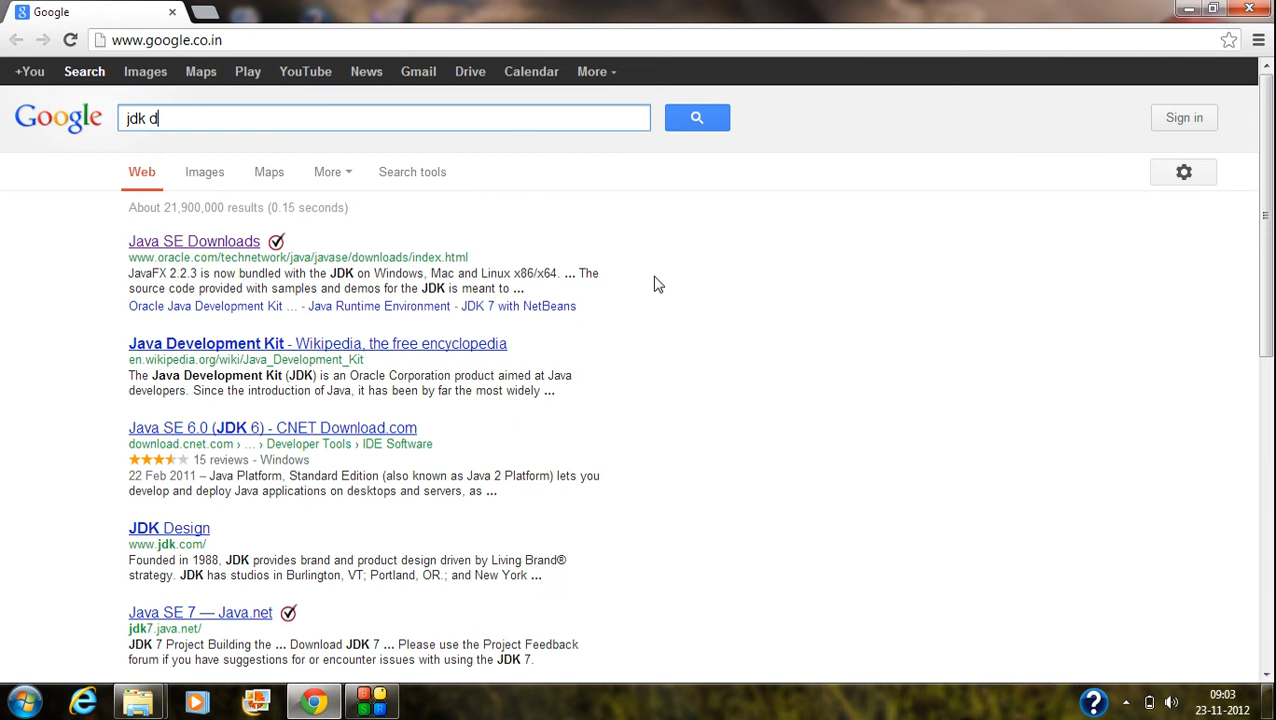 Google
www.google.co.in
+You Search Images Maps Play YouTube News Gmail Drive Calendar More
Google jdk d Sign in
Web Images Maps More Search tools
About 21,900,000 results (0.15 seconds)
Java SE Downloads
www.oracle.com/technetwork/java/javase/downloads/index.html
JavaFX 2.2.3 is now bundled with the JDK on Windows, Mac and Linux x86/x64. ... The
source code provided with samples and demos for the JDK is meant to ...
Oracle Java Development Kit ... - Java Runtime Environment - JDK 7 with NetBeans
Java Development Kit - Wikipedia, the free encyclopedia
en.wikipedia.org/wiki/Java_Development_Kit
The Java Development Kit (JDK) is an Oracle Corporation product aimed at Java
developers. Since the introduction of Java, it has been by far the most widely ...
Java SE 6.0 (JDK 6) - CNET Download.com
download.cnet.com › ... › Developer Tools › IDE Software
15 reviews - Windows
22 Feb 2011 – Java Platform, Standard Edition (also known as Java 2 Platform) lets you
develop and deploy Java applications on desktops and servers, as ...
JDK Design
www.jdk.com/
Founded in 1988, JDK provides brand and product design driven by Living Brand®
strategy. JDK has studios in Burlington, VT; Portland, OR.; and New York ...
Java SE 7 — Java.net
jdk7.java.net/
JDK 7 Project Building the ... Download JDK 7 ... Please use the Project Feedback
forum if you have suggestions for or encounter issues with using the JDK 7.
09:03
23-11-2012